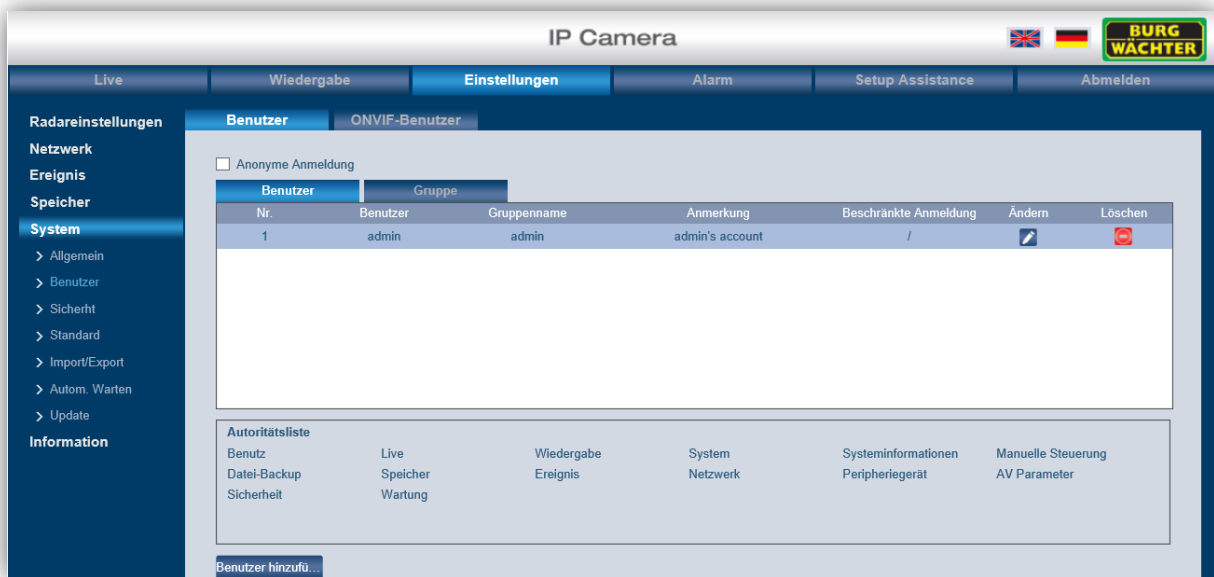 IP Camera
BURG
WÄCHTER
Live Wiedergabe Einstellungen Alarm Setup Assistance Abmelden
Radareinstellungen
Netzwerk
Ereignis
Speicher
System
Allgemein
Benutzer
Sicherht
Standard
Import/Export
Autom. Warten
Update
Information
Benutzer ONVIF-Benutzer
Anonyme Anmeldung
Benutzer Gruppe
Nr. Benutzer Gruppenname Anmerkung Beschränkte Anmeldung Ändern Löschen
1 admin admin admin's account /
Autoritätsliste
Benutz Live Wiedergabe System Systeminformationen Manuelle Steuerung
Datei-Backup Speicher Ereignis Netzwerk Peripheriegerät AV Parameter
Sicherheit Wartung
Benutzer hinzufü...